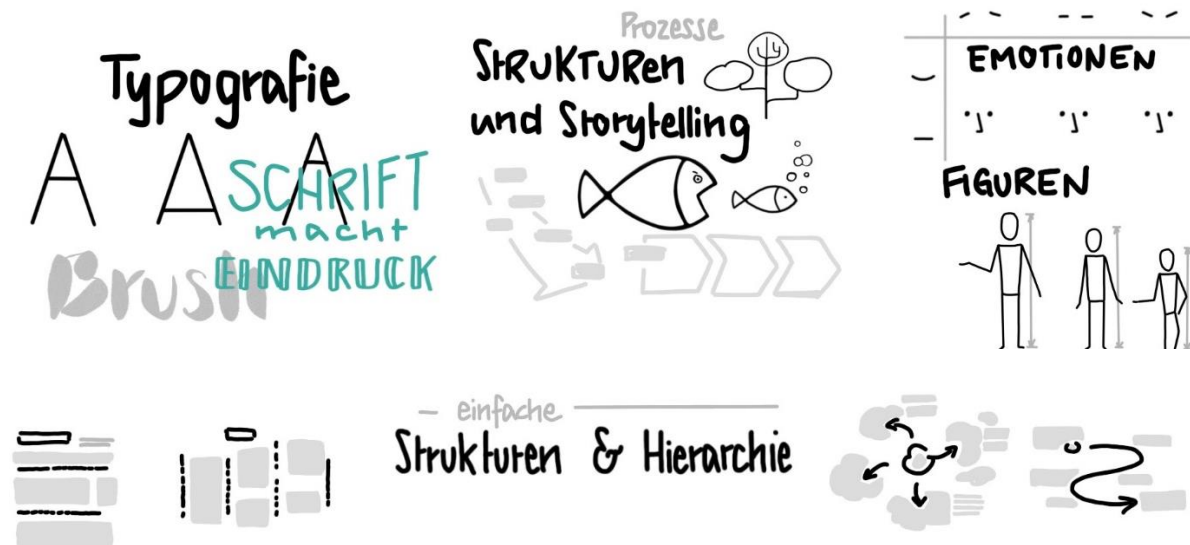 Typografie
A A A
SCHRIFT
macht
EINDRUCK
Brush
Prozesse
STRUKTUREN
und Storytelling
EMOTIONEN
FIGUREN
einfache
Strukturen & Hierarchie